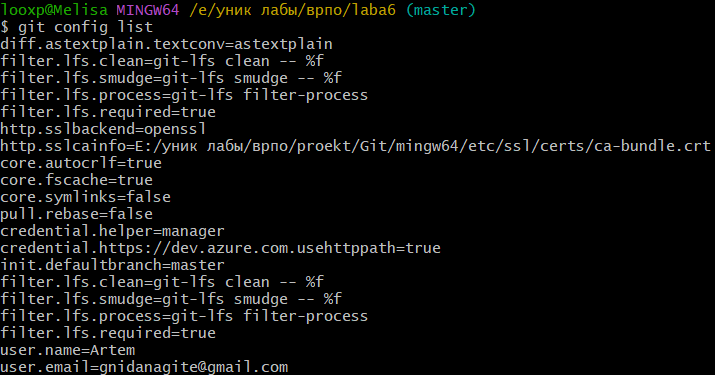 looxp@Melisa MINGW64 /e/уник лабы/врпо/laba6 (master)
$ git config list
diff.astextplain.textconv=astextplain
filter.lfs.clean=git-lfs clean -- %f
filter.lfs.smudge=git-lfs smudge -- %f
filter.lfs.process=git-lfs filter-process
filter.lfs.required=true
http.sslbackend=openssl
http.sslcainfo=E:/уник лабы/врпо/proekt/Git/mingw64/etc/ssl/certs/ca-bundle.crt
core.autocrlf=true
core.fscache=true
core.symlinks=false
pull.rebase=false
credential.helper=manager
credential.https://dev.azure.com.usehttppath=true
init.defaultbranch=master
filter.lfs.clean=git-lfs clean -- %f
filter.lfs.smudge=git-lfs smudge -- %f
filter.lfs.process=git-lfs filter-process
filter.lfs.required=true
user.name=Artem
user.email=gnidanagite@gmail.com